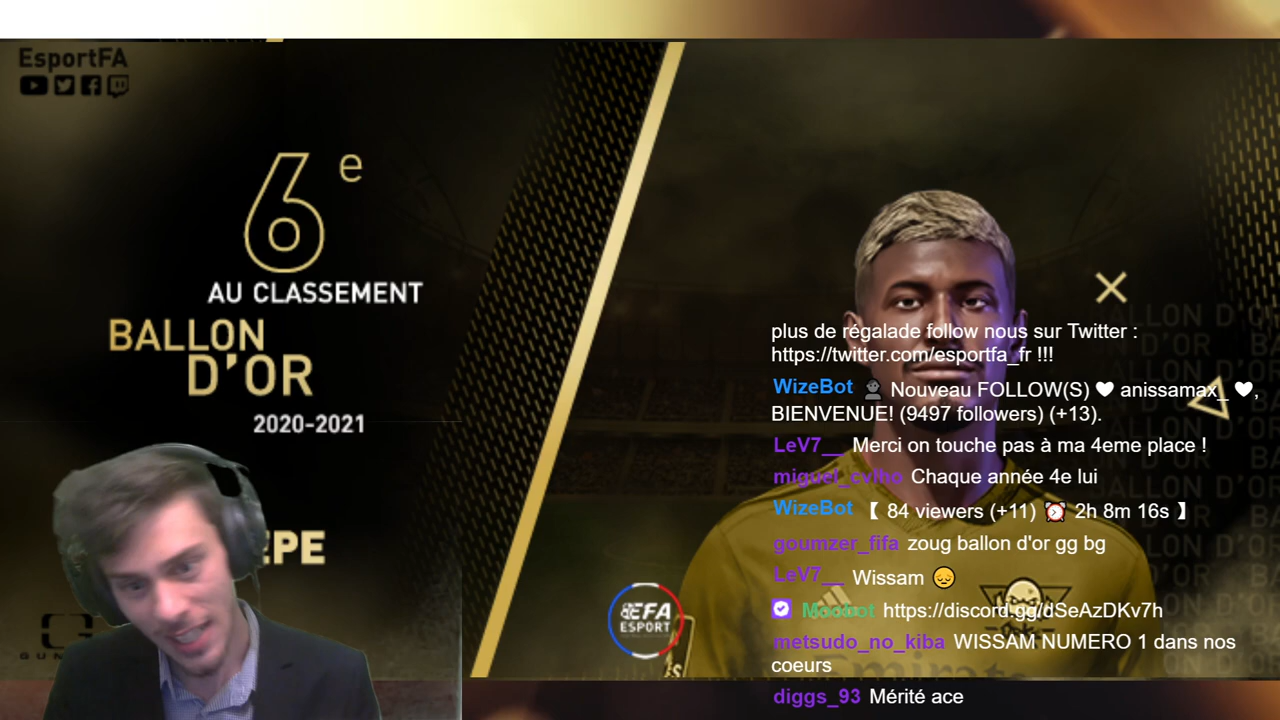 EsportFA
6e
AU CLASSEMENT
BALLON
D'OR
2020-2021
EPE
EFA
ESPORT
plus de régalade follow nous sur Twitter :
https://twitter.com/esportfa_fr !!!
WizeBot Nouveau FOLLOW(S) ♥ anissamax_ ♥,
BIENVENUE! (9497 followers) (+13).
LeV7__ Merci on touche pas à ma 4eme place !
miguel_cvlho Chaque année 4e lui
WizeBot 【 84 viewers (+11) ⏰ 2h 8m 16s 】
goumzer_fifa zoug ballon d'or gg bg
LeV7__ Wissam 😔
Moobot https://discord.gg/dSeAzDKv7h
metsudo_no_kiba WISSAM NUMERO 1 dans nos
coeurs
diggs_93 Mérité ace